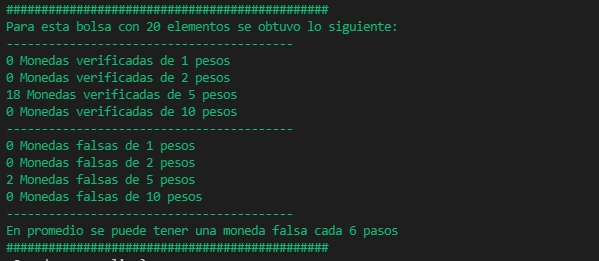 ##############################################
Para esta bolsa con 20 elementos se obtuvo lo siguiente:
-----------------------------------------
0 Monedas verificadas de 1 pesos
0 Monedas verificadas de 2 pesos
18 Monedas verificadas de 5 pesos
0 Monedas verificadas de 10 pesos
-----------------------------------------
0 Monedas falsas de 1 pesos
0 Monedas falsas de 2 pesos
2 Monedas falsas de 5 pesos
0 Monedas falsas de 10 pesos
-----------------------------------------
En promedio se puede tener una moneda falsa cada 6 pasos
##############################################